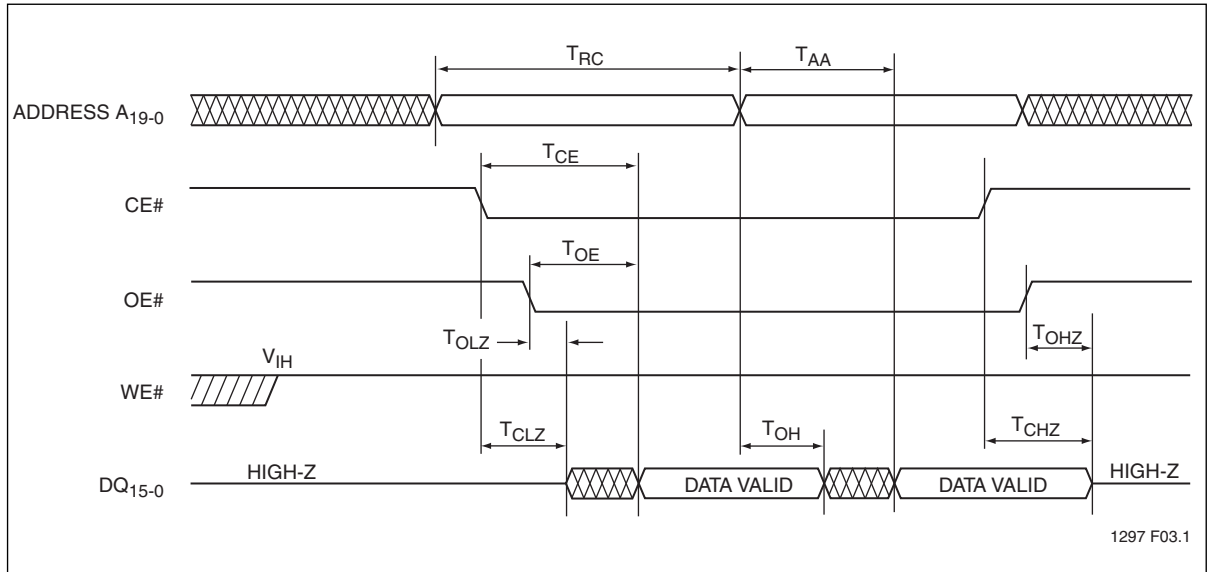 TRC
TAA
ADDRESS A19-0
TCE
CE#
TOE
OE#
TOLZ
TOHZ
VIH
WE#
TCLZ
TOH
TCHZ
HIGH-Z
HIGH-Z
DQ15-0
DATA VALID
DATA VALID
1297 F03.1